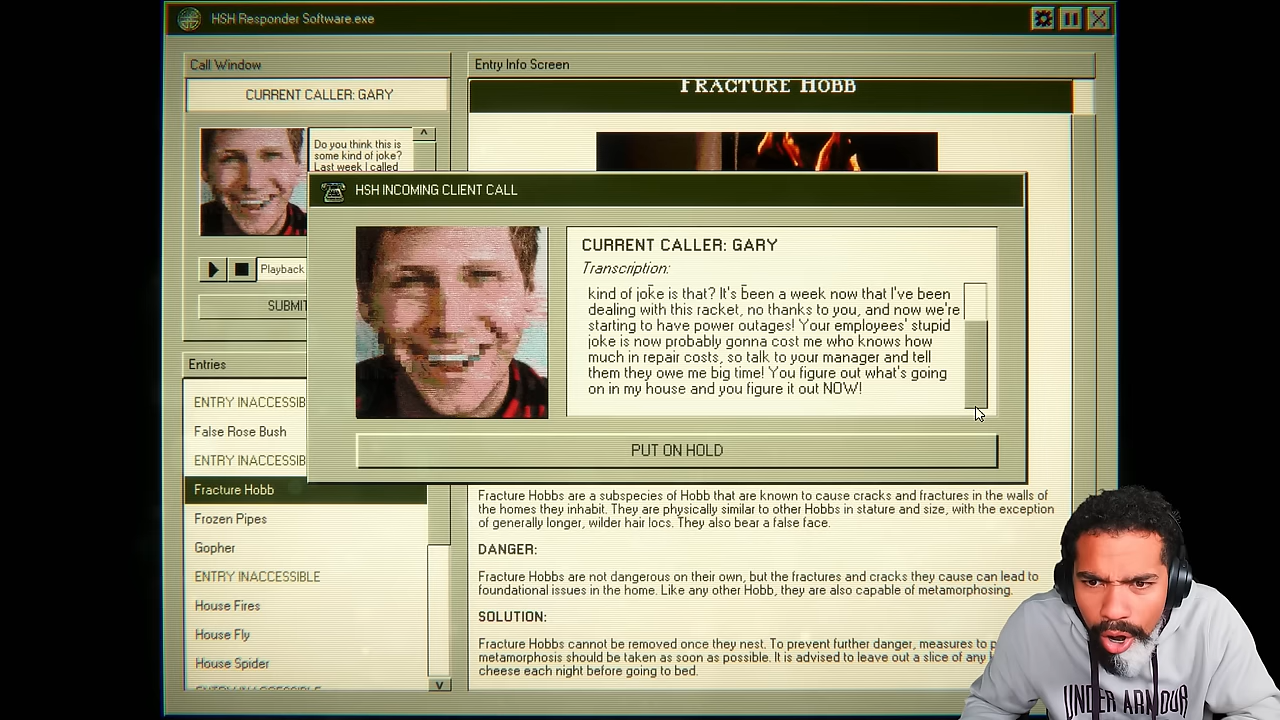 HSH Responder Software.exe
Call Window
Entry Info Screen
CURRENT CALLER: GARY
FRACTURE HOBB
Do you think this is
some kind of joke?
Last week I called
HSH INCOMING CLIENT CALL
CURRENT CALLER: GARY
Transcription:
kind of joke is that? It's been a week now that I've been
dealing with this racket, no thanks to you, and now we're
starting to have power outages! Your employees' stupid
joke is now probably gonna cost me who knows how
much in repair costs, so talk to your manager and tell
them they owe me big time! You figure out what's going
on in my house and you figure it out NOW!
PUT ON HOLD
Playback
SUBMIT
Entries
ENTRY INACCESSIB
False Rose Bush
ENTRY INACCESSIB
Fracture Hobb
Frozen Pipes
Gopher
ENTRY INACCESSIBLE
House Fires
House Fly
House Spider
ENTRY INACCESSIBLE
Fracture Hobbs are a subspecies of Hobb that are known to cause cracks and fractures in the walls of
the homes they inhabit. They are physically similar to other Hobbs in stature and size, with the exception
of generally longer, wilder hair locs. They also bear a false face.
DANGER:
Fracture Hobbs are not dangerous on their own, but the fractures and cracks they cause can lead to
foundational issues in the home. Like any other Hobb, they are also capable of metamorphosing.
SOLUTION:
Fracture Hobbs cannot be removed once they nest. To prevent further danger, measures to p
metamorphosis should be taken as soon as possible. It is advised to leave out a slice of any
cheese each night before going to bed.
UNDER ARMOUR